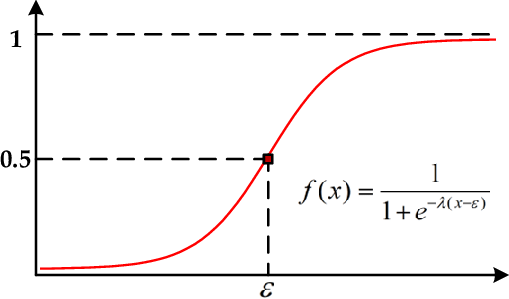 1
0.5
f(x) = 1 / (1 + e^{-λ(x-ε)})
ε